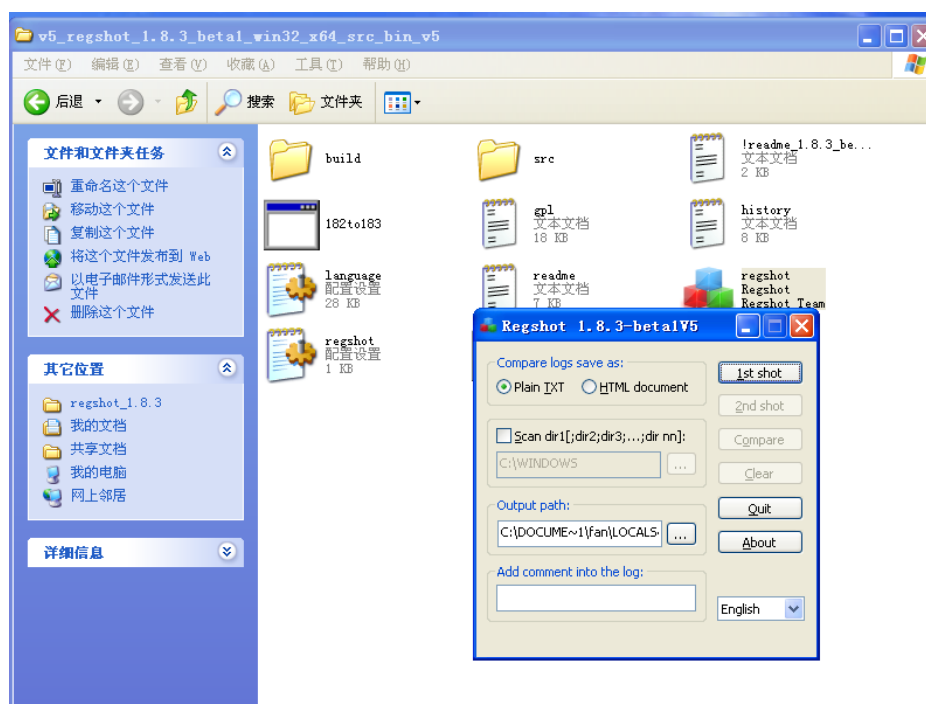 v5_regshot_1.8.3_beta1_win32_x64_src_bin_v5
文件(F) 编辑(E) 查看(V) 收藏(A) 工具(T) 帮助(H)
后退 搜索 文件夹
文件和文件夹任务
重命名这个文件
移动这个文件
复制这个文件
将这个文件发布到 Web
以电子邮件形式发送此
文件
删除这个文件
其它位置
regshot_1.8.3
我的文档
共享文档
我的电脑
网上邻居
详细信息
build
src
!readme_1.8.3_be...
文本文档
2 KB
182to183
gpl
文本文档
18 KB
history
文本文档
8 KB
language
配置设置
28 KB
readme
文本文档
7 KB
regshot
Regshot
Regshot Team
regshot
配置设置
1 KB
Regshot 1.8.3-beta1V5
Compare logs save as:
Plain TXT HTML document
Scan dir1[;dir2;dir3;...;dir nn]:
C:\WINDOWS ...
Output path:
C:\DOCUME~1\fan\LOCALS ...
Add comment into the log:
1st shot
2nd shot
Compare
Clear
Quit
About
English